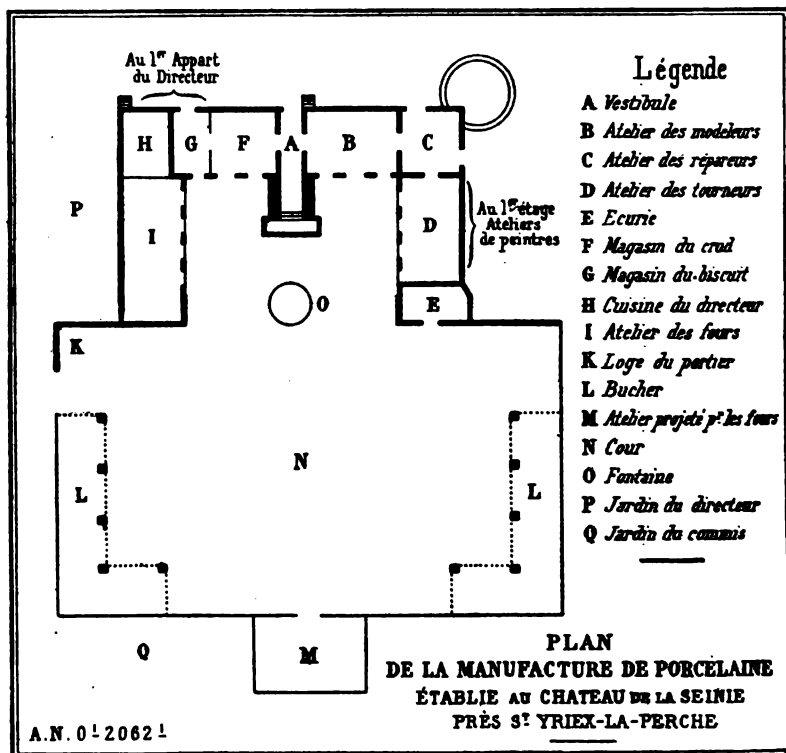 Au 1er Appart
du Directeur
H
G
F
A
B
C
P
I
D
Au 1er étage
Ateliers
de peintres
O
E
K
N
L
L
Q
M
Légende
A Vestibule
B Atelier des modeleurs
C Atelier des répareurs
D Atelier des tourneurs
E Ecurie
F Magasin du crud
G Magasin du biscuit
H Cuisine du directeur
I Atelier des fours
K Loge du portier
L Bucher
M Atelier projeté pr. les fours
N Cour
O Fontaine
P Jardin du directeur
Q Jardin du commis
PLAN
DE LA MANUFACTURE DE PORCELAINE
ÉTABLIE AU CHATEAU DE LA SEINIE
PRÈS ST. YRIEX-LA-PERCHE
A.N. 01 20621